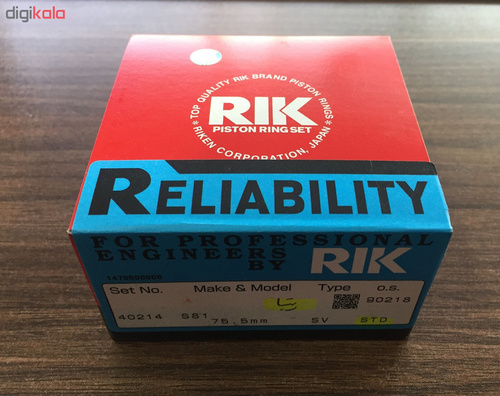 digikala
TOP QUALITY RIK BRAND PISTON RINGS
RIK
PISTON RING SET
RIKEN CORPORATION, JAPAN
RELIABILITY
FOR PROFESSIONAL
ENGINEERS
BY RIK
Set No. Make & Model Type O.S.
90218
40214 S81 75.5mm SV STD